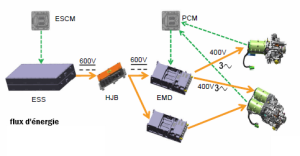 ESCM
PCM
400V
600V
600V
3
ESS
HJB
EMD
400V
3
flux d'énergie